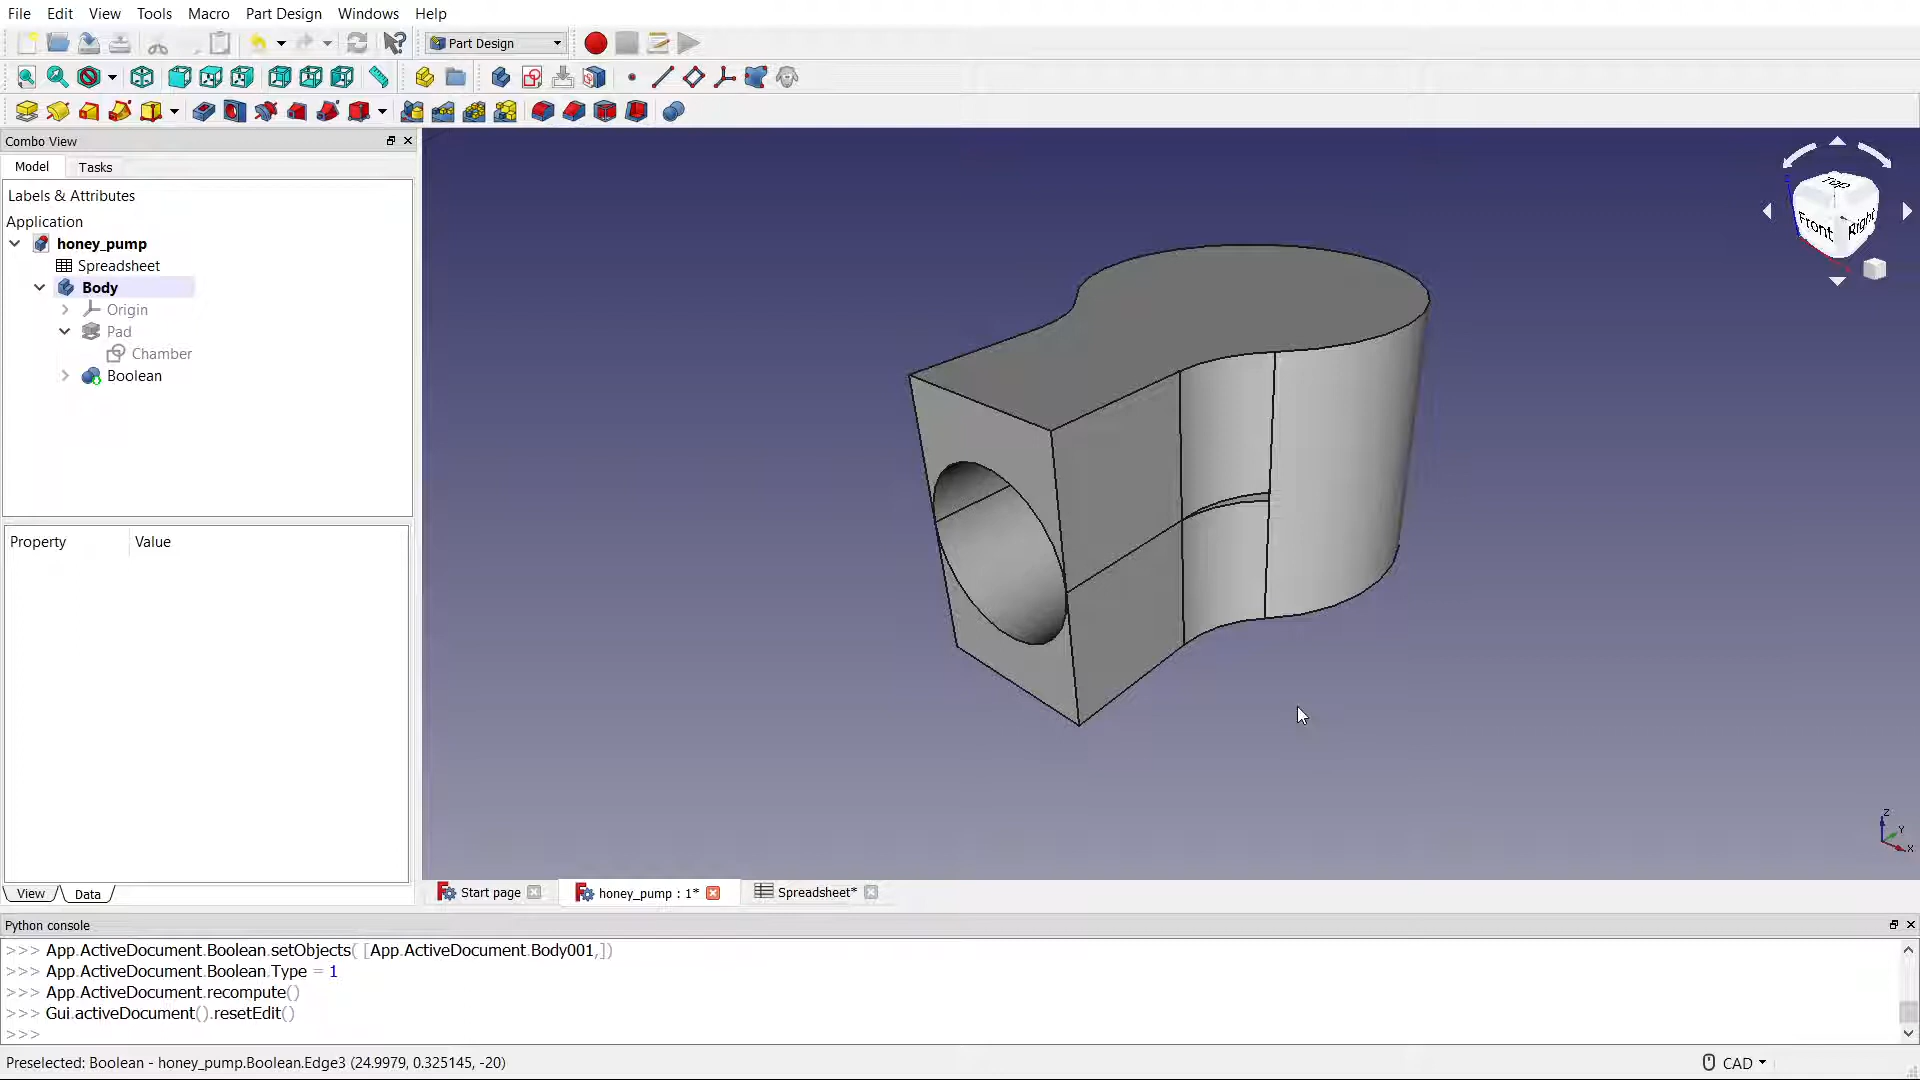 File Edit View Tools Macro Part Design Windows Help
Part Design
Combo View
Model Tasks
Labels & Attributes
Application
honey_pump
Spreadsheet
Body
Origin
Pad
Chamber
Boolean
Property Value
View Data
Top
Front Right
Z
Y
X
Start page honey_pump : 1* Spreadsheet*
Python console
>>> App.ActiveDocument.Boolean.setObjects( [App.ActiveDocument.Body001,])
>>> App.ActiveDocument.Boolean.Type = 1
>>> App.ActiveDocument.recompute()
>>> Gui.activeDocument().resetEdit()
>>>
Preselected: Boolean - honey_pump.Boolean.Edge3 (24.9979, 0.325145, -20)
CAD